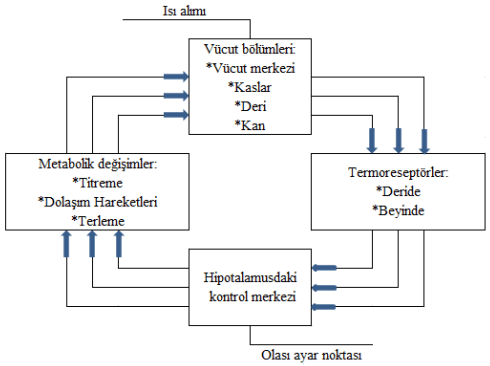 Isı alımı
Vücut bölümleri:
*Vücut merkezi
*Kaslar
*Deri
*Kan
Metabolik değişimler:
*Titreme
*Dolaşım Hareketleri
*Terleme
Termoreseptörler:
*Deride
*Beyinde
Hipotalamusdaki
kontrol merkezi
Olası ayar noktası